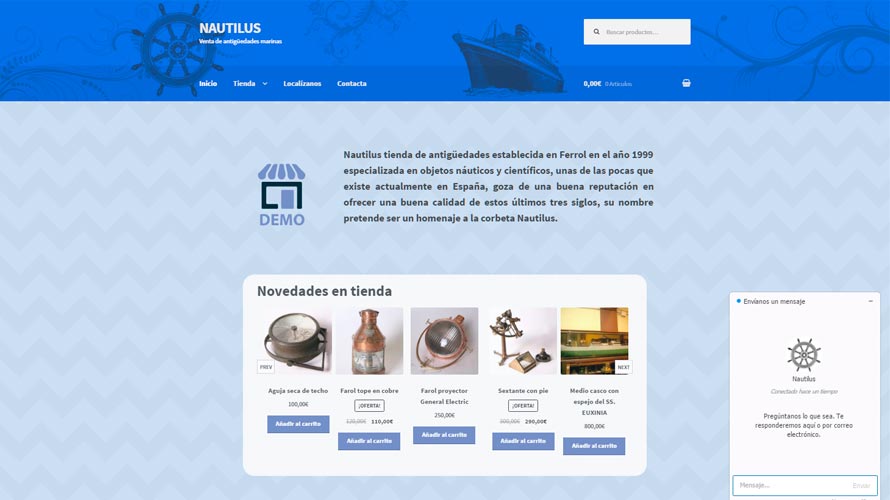 NAUTILUS
Venta de antigüedades marinas
Buscar productos...
Inicio
Tienda
Localízanos
Contacta
0,00€ 0 Artículos
DEMO
Nautilus tienda de antigüedades establecida en Ferrol en el año 1999
especializada en objetos náuticos y científicos, unas de las pocas que
existe actualmente en España, goza de una buena reputación en
ofrecer una buena calidad de estos últimos tres siglos, su nombre
pretende ser un homenaje a la corbeta Nautilus.
Novedades en tienda
PREV
NEXT
Aguja seca de techo
100,00€
Añadir al carrito
Farol tope en cobre
¡OFERTA!
120,00€ 110,00€
Añadir al carrito
Farol proyector
General Electric
250,00€
Añadir al carrito
Sextante con pie
¡OFERTA!
300,00€ 290,00€
Añadir al carrito
Medio casco con
espejo del SS.
EUXINIA
800,00€
Añadir al carrito
Envíanos un mensaje
Nautilus
Conectado hace un tiempo
Pregúntanos lo que sea. Te
responderemos aquí o por correo
electrónico.
Mensaje...
Enviar